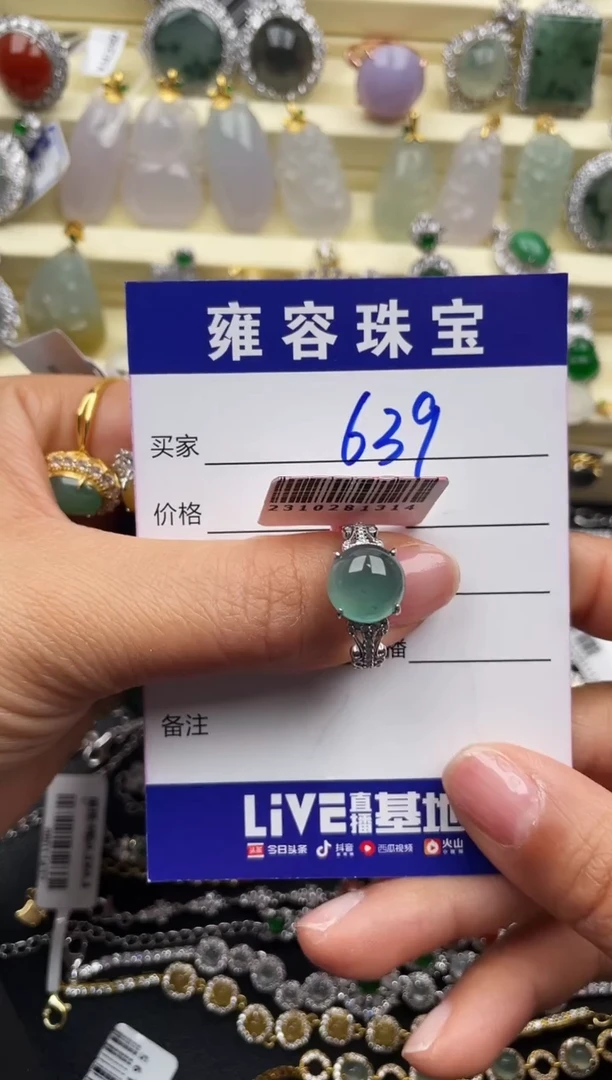 雍容珠宝
买家 639
价格
2310281314
播
备注
LiVE直播基地
今日头条 抖音 西瓜视频 火山